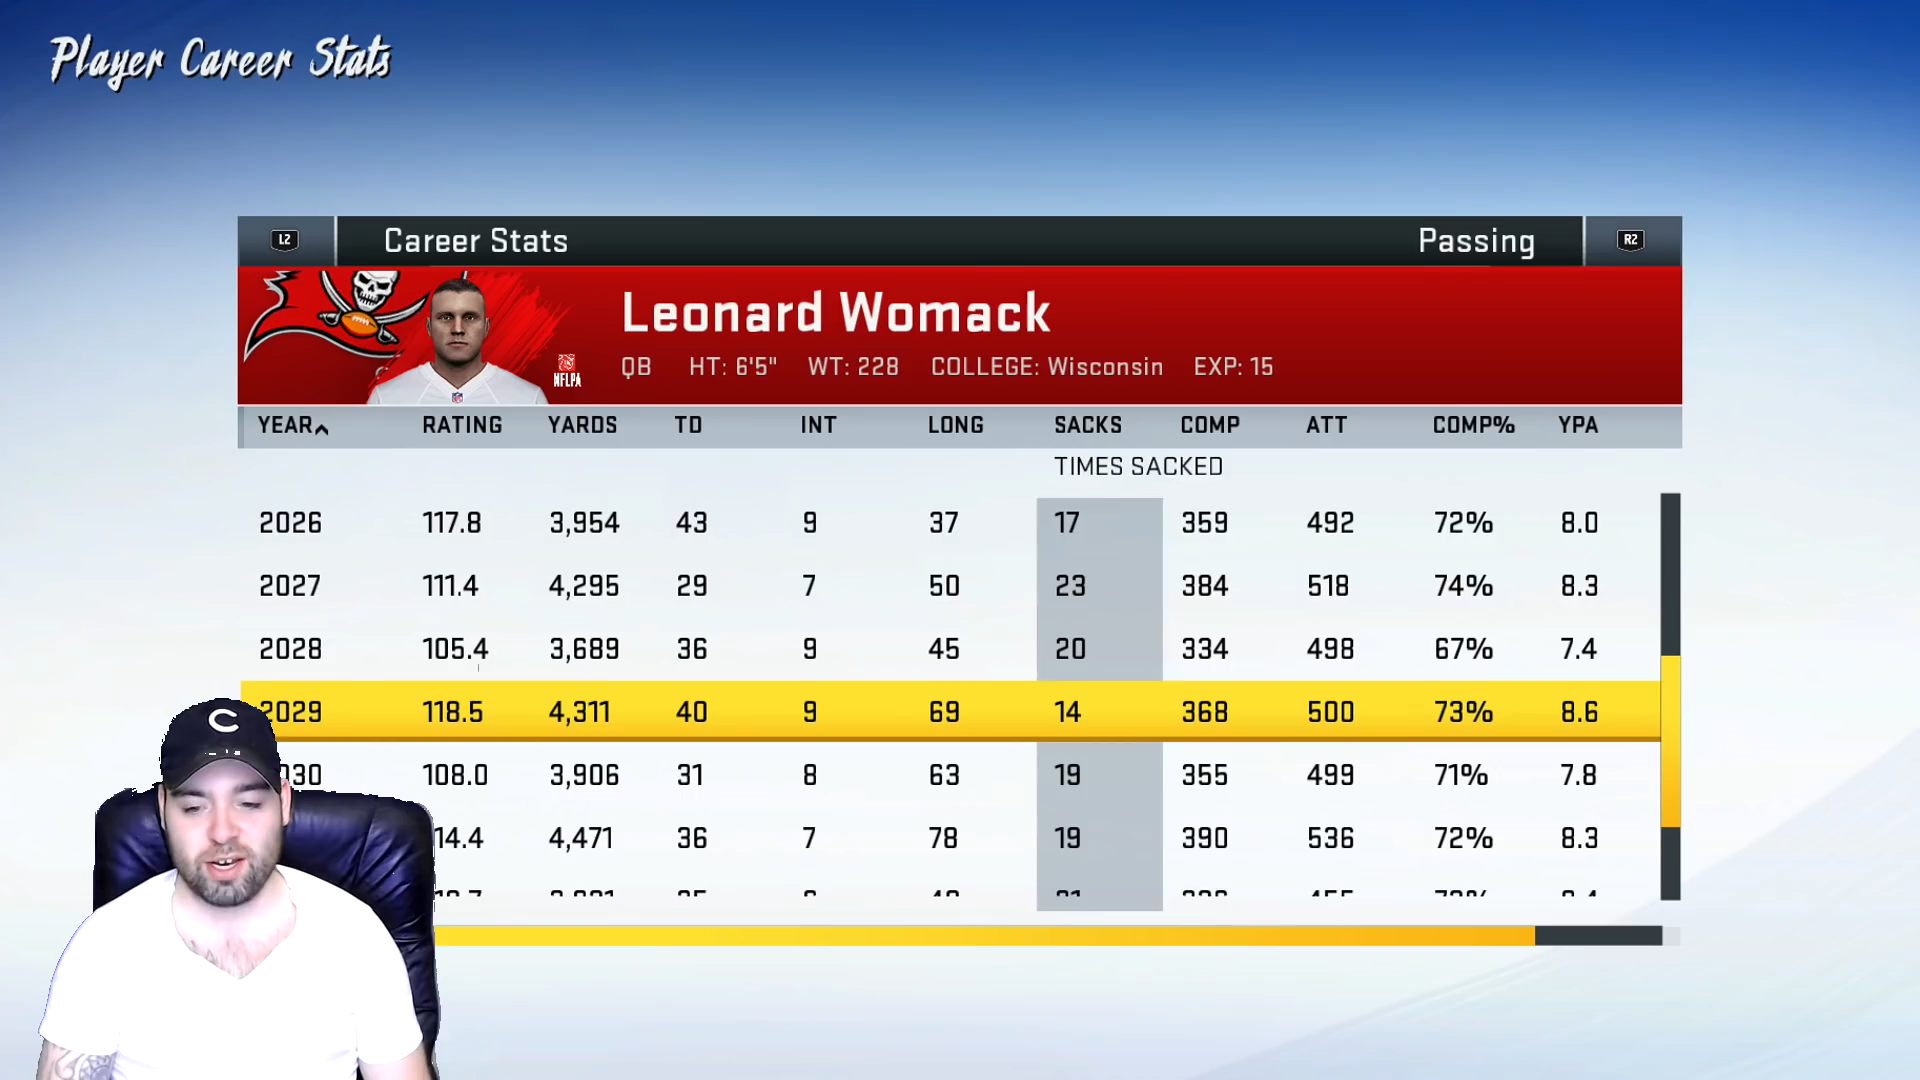 Player Career Stats
L2 Career Stats Passing R2
Leonard Womack
NFLPA
QB HT: 6'5" WT: 228 COLLEGE: Wisconsin EXP: 15
YEAR RATING YARDS TD INT LONG SACKS COMP ATT COMP% YPA
TIMES SACKED
2026 117.8 3,954 43 9 37 17 359 492 72% 8.0
2027 111.4 4,295 29 7 50 23 384 518 74% 8.3
2028 105.4 3,689 36 9 45 20 334 498 67% 7.4
2029 118.5 4,311 40 9 69 14 368 500 73% 8.6
030 108.0 3,906 31 8 63 19 355 499 71% 7.8
14.4 4,471 36 7 78 19 390 536 72% 8.3
C